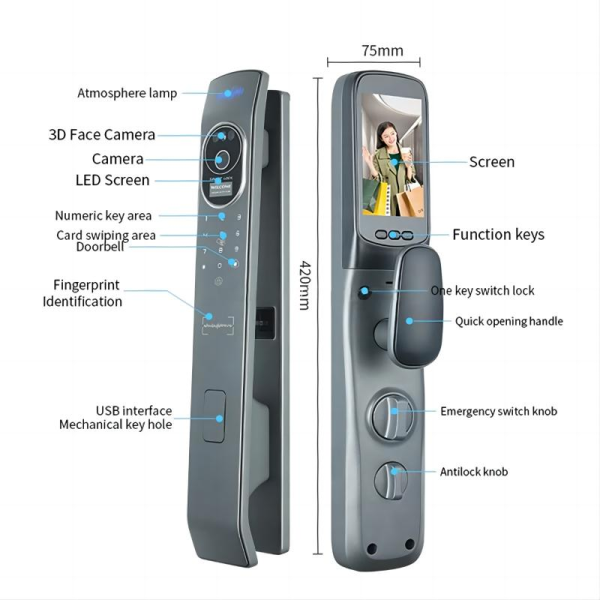 75mm
Atmosphere lamp
3D Face Camera
Camera
LED Screen
Numeric key area
Card swiping area
Doorbell
Fingerprint
Identification
USB interface
Mechanical key hole
420mm
Screen
Function keys
One key switch lock
Quick opening handle
Emergency switch knob
Antilock knob